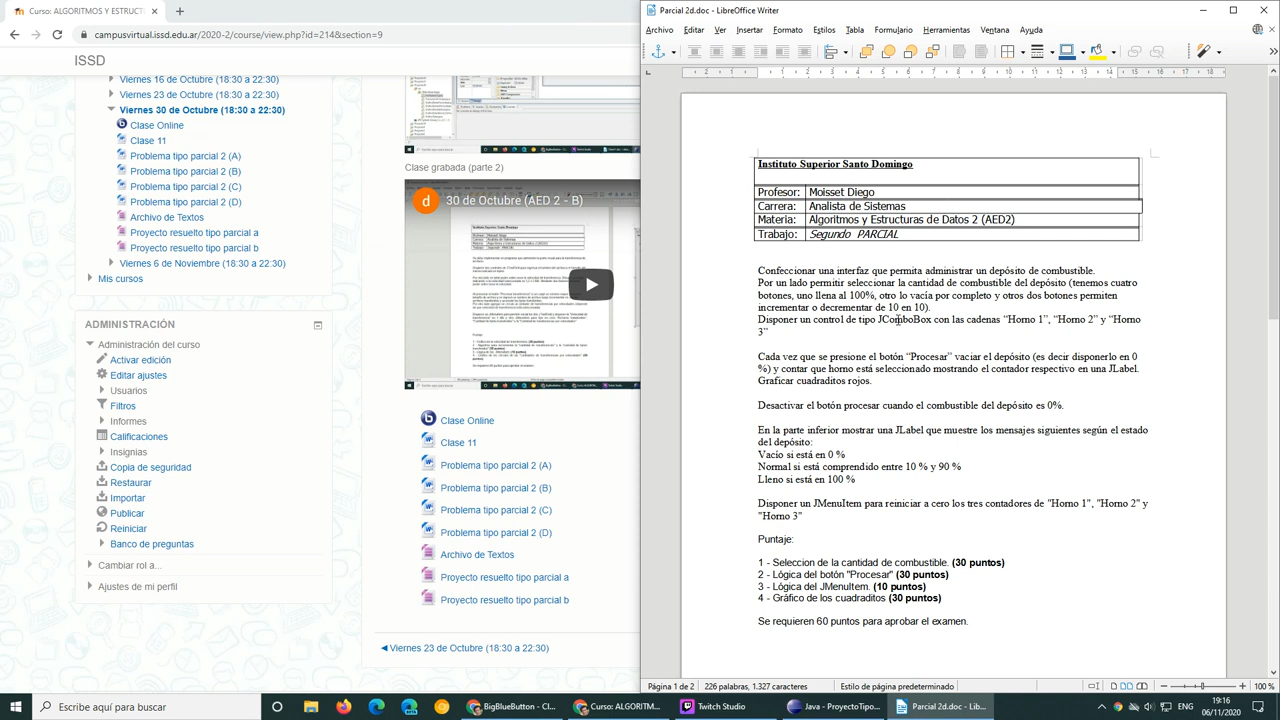 Curso: ALGORITMOS Y ESTRUCT
campusvirtual.issd.edu.ar/2020-2/course/view.php?id=214&section=9
ISSD
Viernes 16 de Octubre (18:30 a 22:30)
Viernes 23 de Octubre (18:30 a 22:30)
Viernes 30 de Octubre (18:30 a 22:30)
Clase Online
Clase 11
Problema tipo parcial 2 (A)
Problema tipo parcial 2 (B)
Problema tipo parcial 2 (C)
Problema tipo parcial 2 (D)
Archivo de Textos
Proyecto resuelto tipo parcial a
Proyecto resuelto tipo parcial b
Viernes 6 de Noviembre (18:30 a 22:30)
Mis cursos
ADMINISTRACIÓN
Administración del curso
Activar edición
Editar ajustes
Usuarios
Filtros
Informes
Calificaciones
Insignias
Copia de seguridad
Restaurar
Importar
Publicar
Reiniciar
Banco de preguntas
Cambiar rol a...
Ajustes de mi perfil
Clase grabada (parte 2)
d
30 de Octubre (AED 2 - B)
Clase Online
Clase 11
Problema tipo parcial 2 (A)
Problema tipo parcial 2 (B)
Problema tipo parcial 2 (C)
Problema tipo parcial 2 (D)
Archivo de Textos
Proyecto resuelto tipo parcial a
Proyecto resuelto tipo parcial b
Viernes 23 de Octubre (18:30 a 22:30)
Parcial 2d.doc - LibreOffice Writer
Archivo Editar Ver Insertar Formato Estilos Tabla Formulario Herramientas Ventana Ayuda
Instituto Superior Santo Domingo
Profesor: Moisset Diego
Carrera: Analista de Sistemas
Materia: Algoritmos y Estructuras de Datos 2 (AED2)
Trabajo: Segundo PARCIAL
Confeccionar una interfaz que permita administrar un depósito de combustible.
Por un lado permitir seleccionar la cantidad de combustible del depósito (tenemos cuatro
botones, uno llena al 100%, otro lo vacía por completo y otros dos botones permiten
incrementar o decrementar de 10 en 10).
Disponer un control de tipo JComboBox con las cadenas "Horno 1", "Horno 2" y "Horno
3"
Cada vez que se presione el botón "Procesar" vaciar el depósito (es decir disponerlo en 0
%) y contar que horno está seleccionado mostrando el contador respectivo en una JLabel.
Graficar cuadraditos rojos.
Desactivar el botón procesar cuando el combustible del depósito es 0%.
En la parte inferior mostrar una JLabel que muestre los mensajes siguientes según el estado
del depósito:
Vacío si está en 0 %
Normal si está comprendido entre 10 % y 90 %
Lleno si está en 100 %
Disponer un JMenuItem para reiniciar a cero los tres contadores de "Horno 1", "Horno 2" y
"Horno 3"
Puntaje:
1 - Seleccion de la cantidad de combustible. (30 puntos)
2 - Lógica del botón "Procesar" (30 puntos)
3 - Lógica del JMenuItem. (10 puntos)
4 - Gráfico de los cuadraditos (30 puntos)
Se requieren 60 puntos para aprobar el examen.
Página 1 de 2 226 palabras, 1.327 caracteres Estilo de página predeterminado 100 %
Escribe aquí para buscar
BigBlueButton - Cl...
Curso: ALGORITM...
Twitch Studio
Java - ProyectoTipo...
Parcial 2d.doc - Lib...
ENG
19:16
06/11/2020